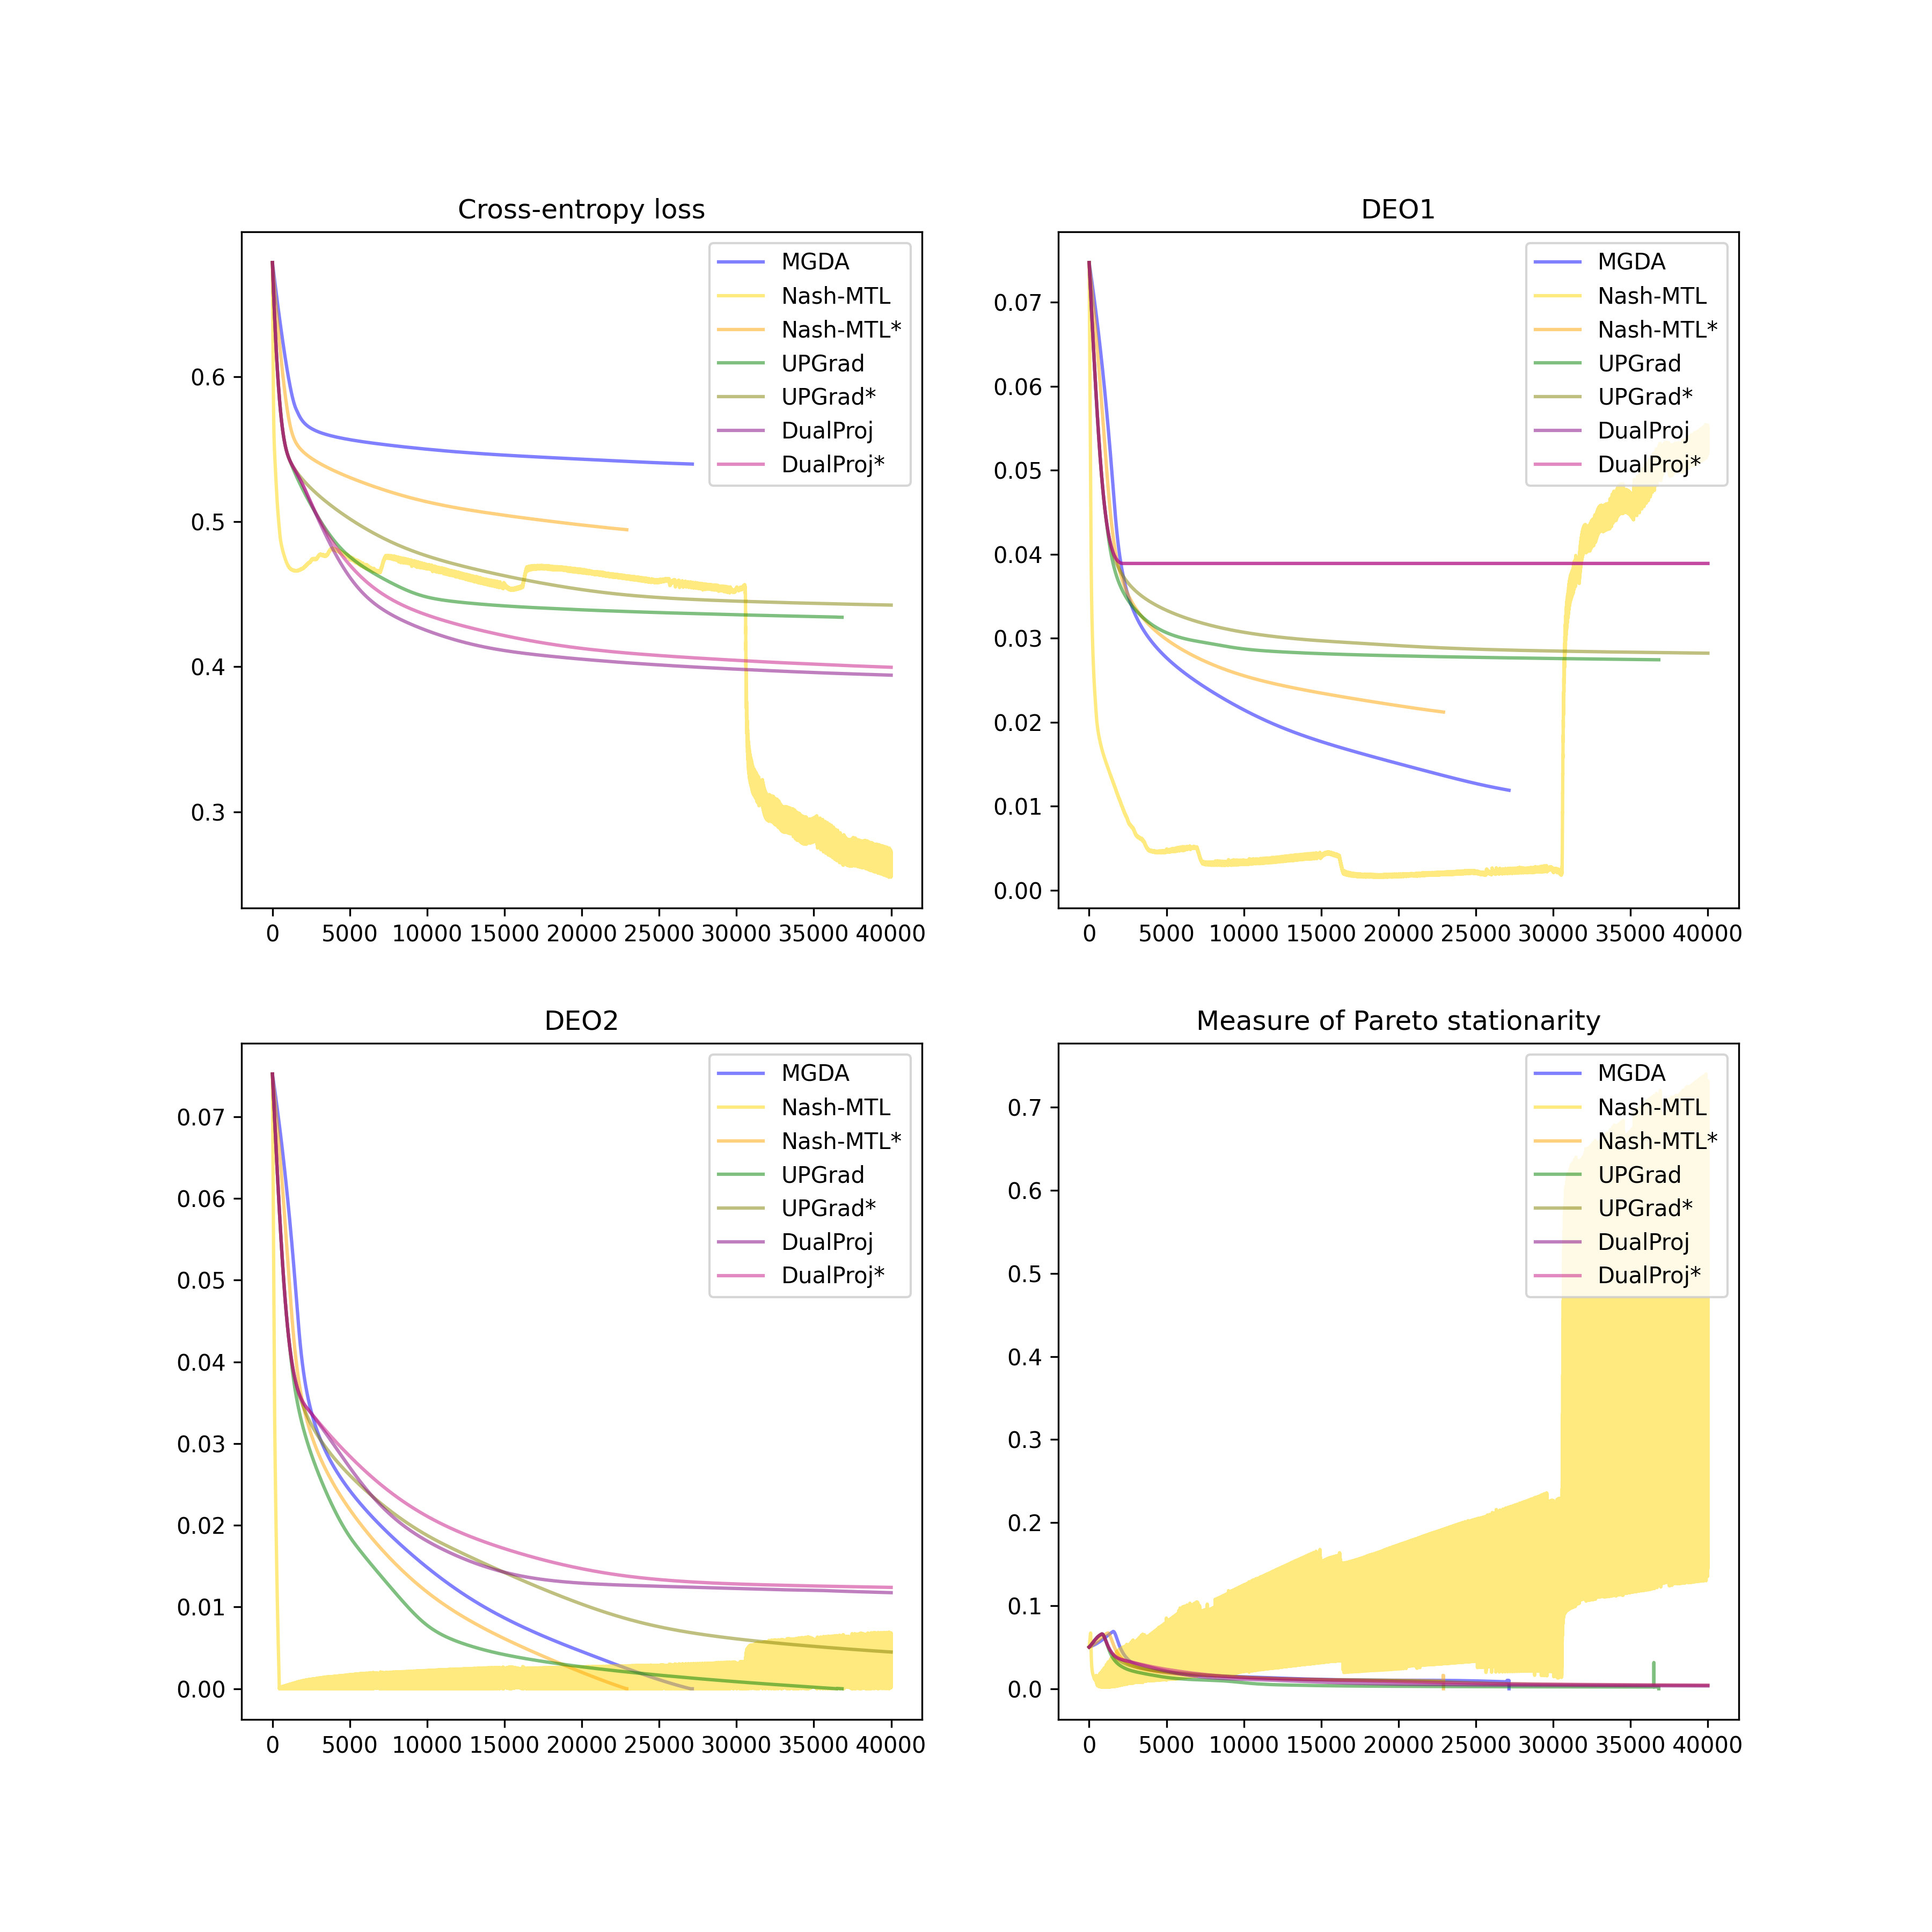 Cross-entropy loss
MGDA
Nash-MTL
Nash-MTL*
UPGrad
UPGrad*
DualProj
DualProj*
0.6
0.5
0.4
0.3
0 5000 10000 15000 20000 25000 30000 35000 40000
DEO1
MGDA
Nash-MTL
Nash-MTL*
UPGrad
UPGrad*
DualProj
DualProj*
0.07
0.06
0.05
0.04
0.03
0.02
0.01
0.00
0 5000 10000 15000 20000 25000 30000 35000 40000
DEO2
MGDA
Nash-MTL
Nash-MTL*
UPGrad
UPGrad*
DualProj
DualProj*
0.07
0.06
0.05
0.04
0.03
0.02
0.01
0.00
0 5000 10000 15000 20000 25000 30000 35000 40000
Measure of Pareto stationarity
MGDA
Nash-MTL
Nash-MTL*
UPGrad
UPGrad*
DualProj
DualProj*
0.7
0.6
0.5
0.4
0.3
0.2
0.1
0.0
0 5000 10000 15000 20000 25000 30000 35000 40000